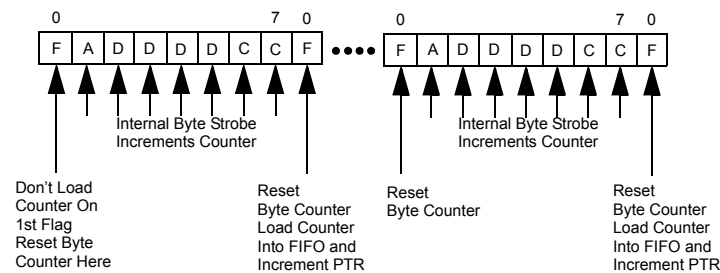 0 7 0 0 7 0
F A D D D D C C F F A D D D D C C F
Internal Byte Strobe
Increments Counter
Internal Byte Strobe
Increments Counter
Don't Load
Counter On
1st Flag
Reset Byte
Counter Here
Reset
Byte Counter
Load Counter
Into FIFO and
Increment PTR
Reset
Byte Counter
Reset
Byte Counter
Load Counter
Into FIFO and
Increment PTR